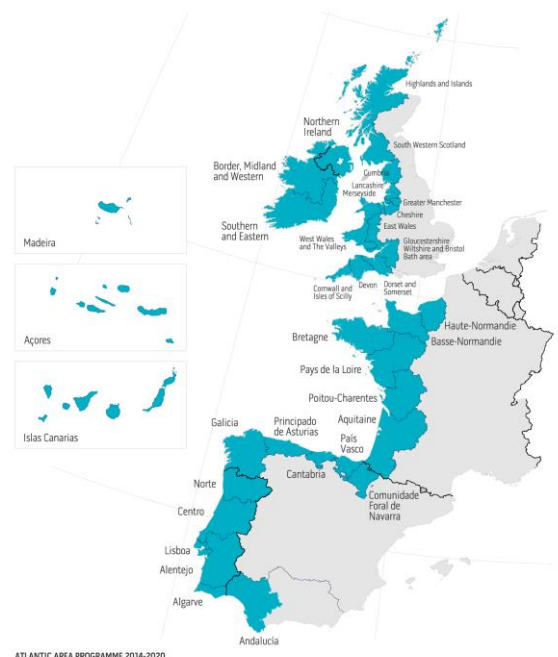 Highlands and Islands
Northern
Ireland
South Western Scotland
Border, Midland
and Western
Cumbria
Lancashire
Merseyside
Greater Manchester
Cheshire
East Wales
Southern
and Eastern
West Wales
and The Valleys
Gloucestershire
Wiltshire and Bristol
Bath area
Cornwall and
Isles of Scilly
Devon
Dorset and
Somerset
Madeira
Açores
Islas Canarias
Haute-Normandie
Basse-Normandie
Bretagne
Pays de la Loire
Poitou-Charentes
Aquitaine
Galicia
Principado
de Asturias
País
Vasco
Cantabria
Comunidade
Foral de
Navarra
Norte
Centro
Lisboa
Alentejo
Algarve
Andalucía
ATLANTIC AREA PROGRAMME 2014-2020